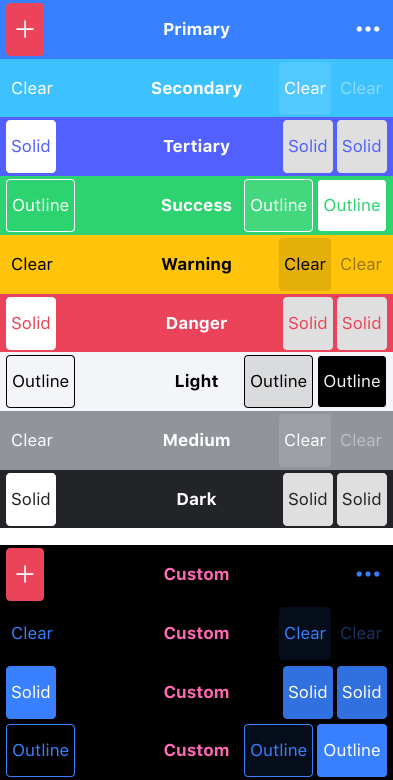 Primary
Clear Secondary Clear Clear
Solid Tertiary Solid Solid
Outline Success Outline Outline
Clear Warning Clear Clear
Solid Danger Solid Solid
Outline Light Outline Outline
Clear Medium Clear Clear
Solid Dark Solid Solid
Custom
Clear Custom Clear Clear
Solid Custom Solid Solid
Outline Custom Outline Outline